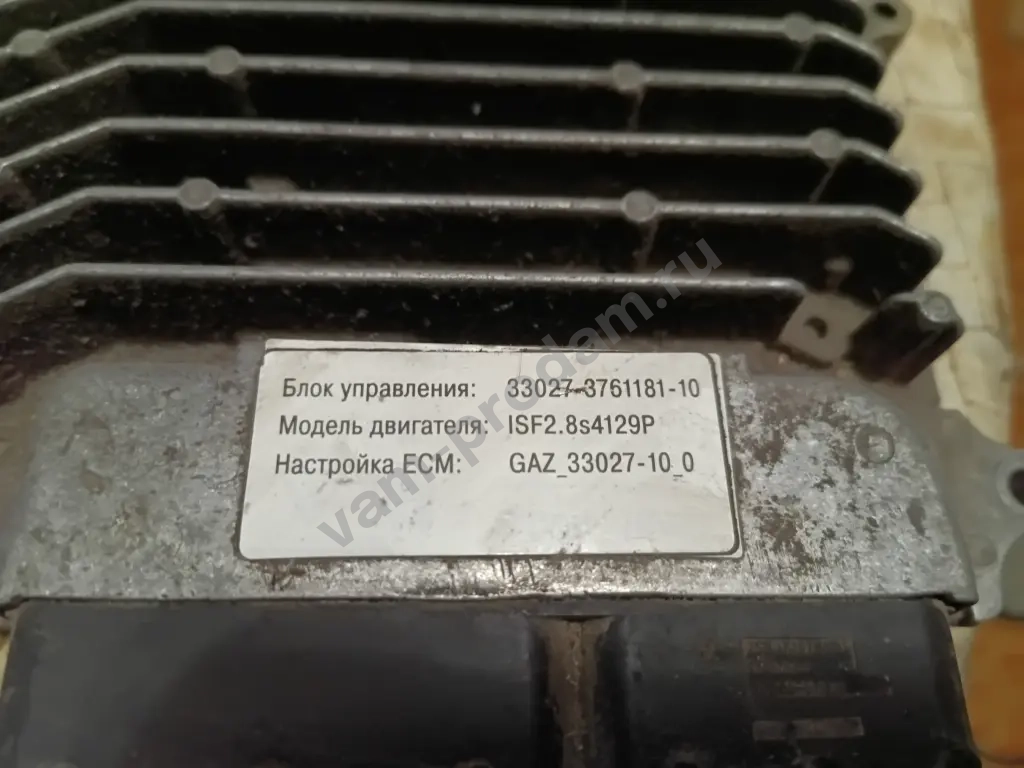 Блок управления: 33027-3761181-10
Модель двигателя: ISF2.8s4129P
Настройка ECM: GAZ_33027-10_0
vam-prodam.ru